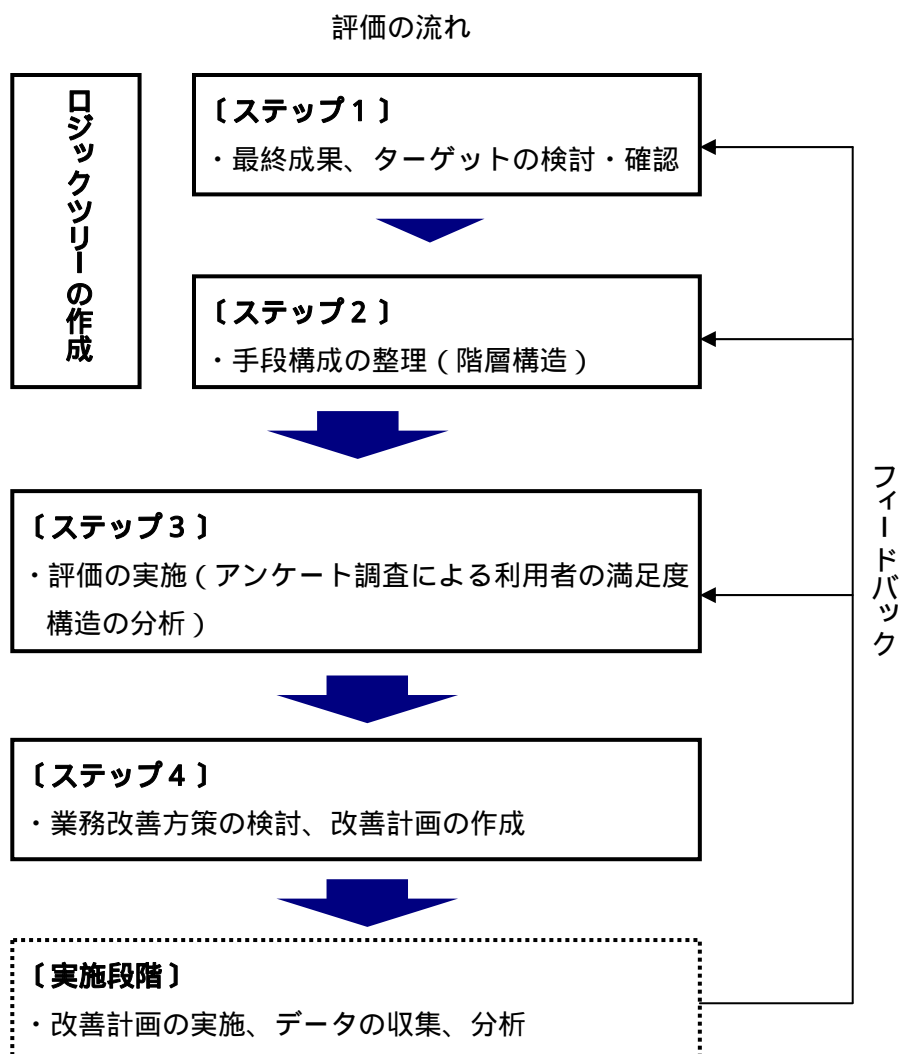 評価の流れ
ロジックツリーの作成
〔ステップ1〕
・最終成果、ターゲットの検討・確認
〔ステップ2〕
・手段構成の整理(階層構造)
〔ステップ3〕
・評価の実施(アンケート調査による利用者の満足度
構造の分析)
〔ステップ4〕
・業務改善方策の検討、改善計画の作成
〔実施段階〕
・改善計画の実施、データの収集、分析
フィードバック